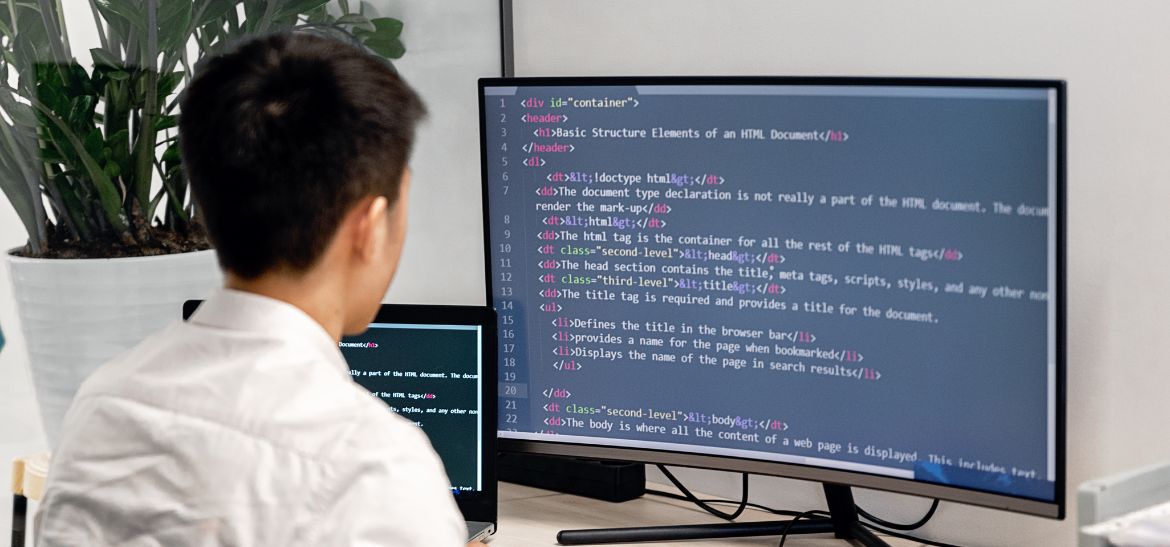 1 <div id="container">
2 <header>
3 <h1>Basic Structure Elements of an HTML Document</h1>
4 </header>
5 <dl>
6 <dt>&lt;!doctype html&gt;</dt>
7 <dd>The document type declaration is not really a part of the HTML document. The docum
render the mark-up</dd>
8 <dt>&lt;html&gt;</dt>
9 <dd>The html tag is the container for all the rest of the HTML tags</dd>
10 <dt class="second-level">&lt;head&gt;</dt>
11 <dd>The head section contains the title, meta tags, scripts, styles, and any other non
12 <dt class="third-level">&lt;title&gt;</dt>
13 <dd>The title tag is required and provides a title for the document.
14 <ul>
15 <li>Defines the title in the browser bar</li>
16 <li>provides a name for the page when bookmarked</li>
17 <li>Displays the name of the page in search results</li>
18 </ul>
19
20 </dd>
21 <dt class="second-level">&lt;body&gt;</dt>
22 <dd>The body is where all the content of a web page is displayed. This includes text,
Document</h1>
ally a part of the HTML document. The docum
of the HTML tags</dd>
ts, styles, and any other non
ment.
des text,